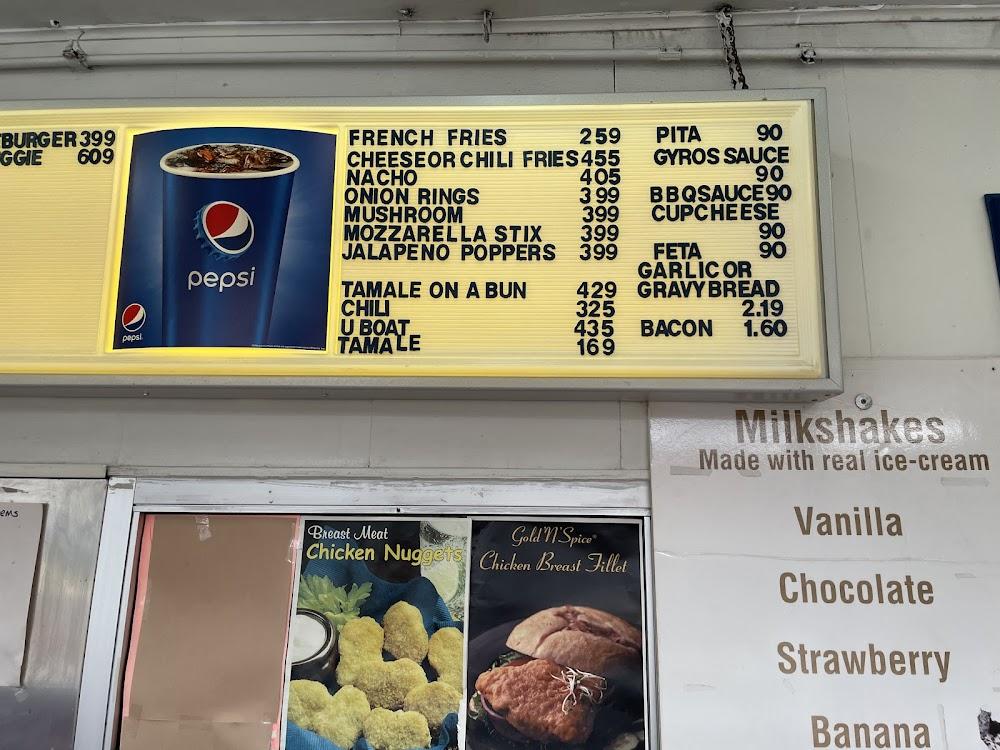 399
GGIE 609
pepsi
pepsi
FRENCH FRIES 259
CHEESE OR CHILI FRIES 455
NACHO 405
ONION RINGS 399
MUSHROOM 399
MOZZARELLA STIX 399
JALAPENO POPPERS 399
TAMALE ON A BUN 429
CHILI 325
U BOAT 435
TAMALE 169
PITA 90
GYROS SAUCE
90
BBQ SAUCE 90
CUP CHEESE
90
FETA 90
GARLIC OR
GRAVY BREAD
2.19
BACON 1.60
Milkshakes
Made with real ice-cream
Vanilla
Chocolate
Strawberry
Banana
Breast Meat
Chicken Nuggets
Gold'N'Spice®
Chicken Breast Fillet